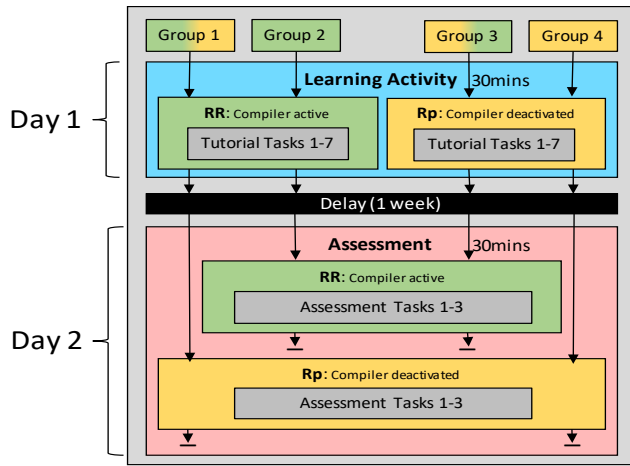 Group 1
Group 2
Group 3
Group 4
Day 1
Learning Activity 30mins
RR: Compiler active
Tutorial Tasks 1-7
Rp: Compiler deactivated
Tutorial Tasks 1-7
Delay (1 week)
Day 2
Assessment 30mins
RR: Compiler active
Assessment Tasks 1-3
Rp: Compiler deactivated
Assessment Tasks 1-3